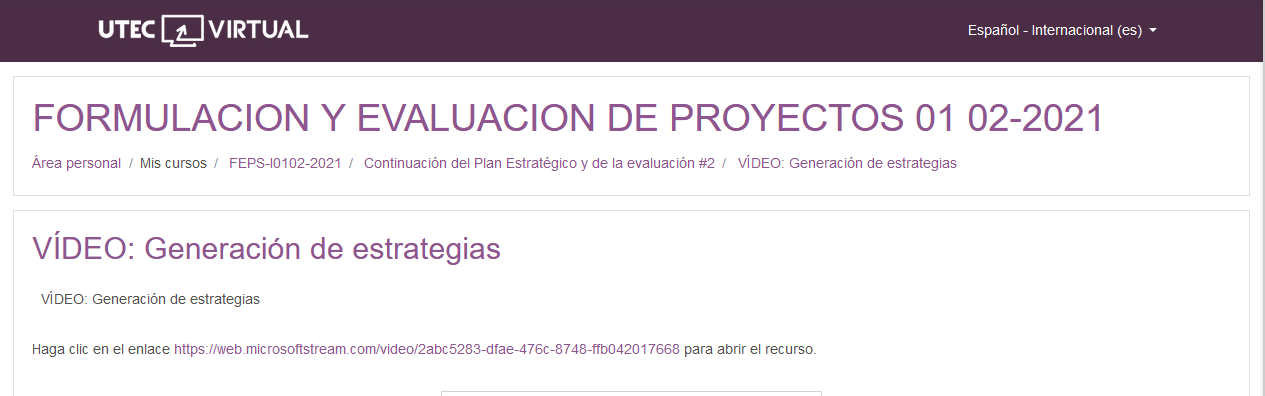 UTEC VIRTUAL
Español - Internacional (es)
FORMULACION Y EVALUACION DE PROYECTOS 01 02-2021
Área personal / Mis cursos / FEPS-I0102-2021 / Continuación del Plan Estratégico y de la evaluación #2 / VÍDEO: Generación de estrategias
VÍDEO: Generación de estrategias
VÍDEO: Generación de estrategias
Haga clic en el enlace https://web.microsoftstream.com/video/2abc5283-dfae-476c-8748-ffb042017668 para abrir el recurso.